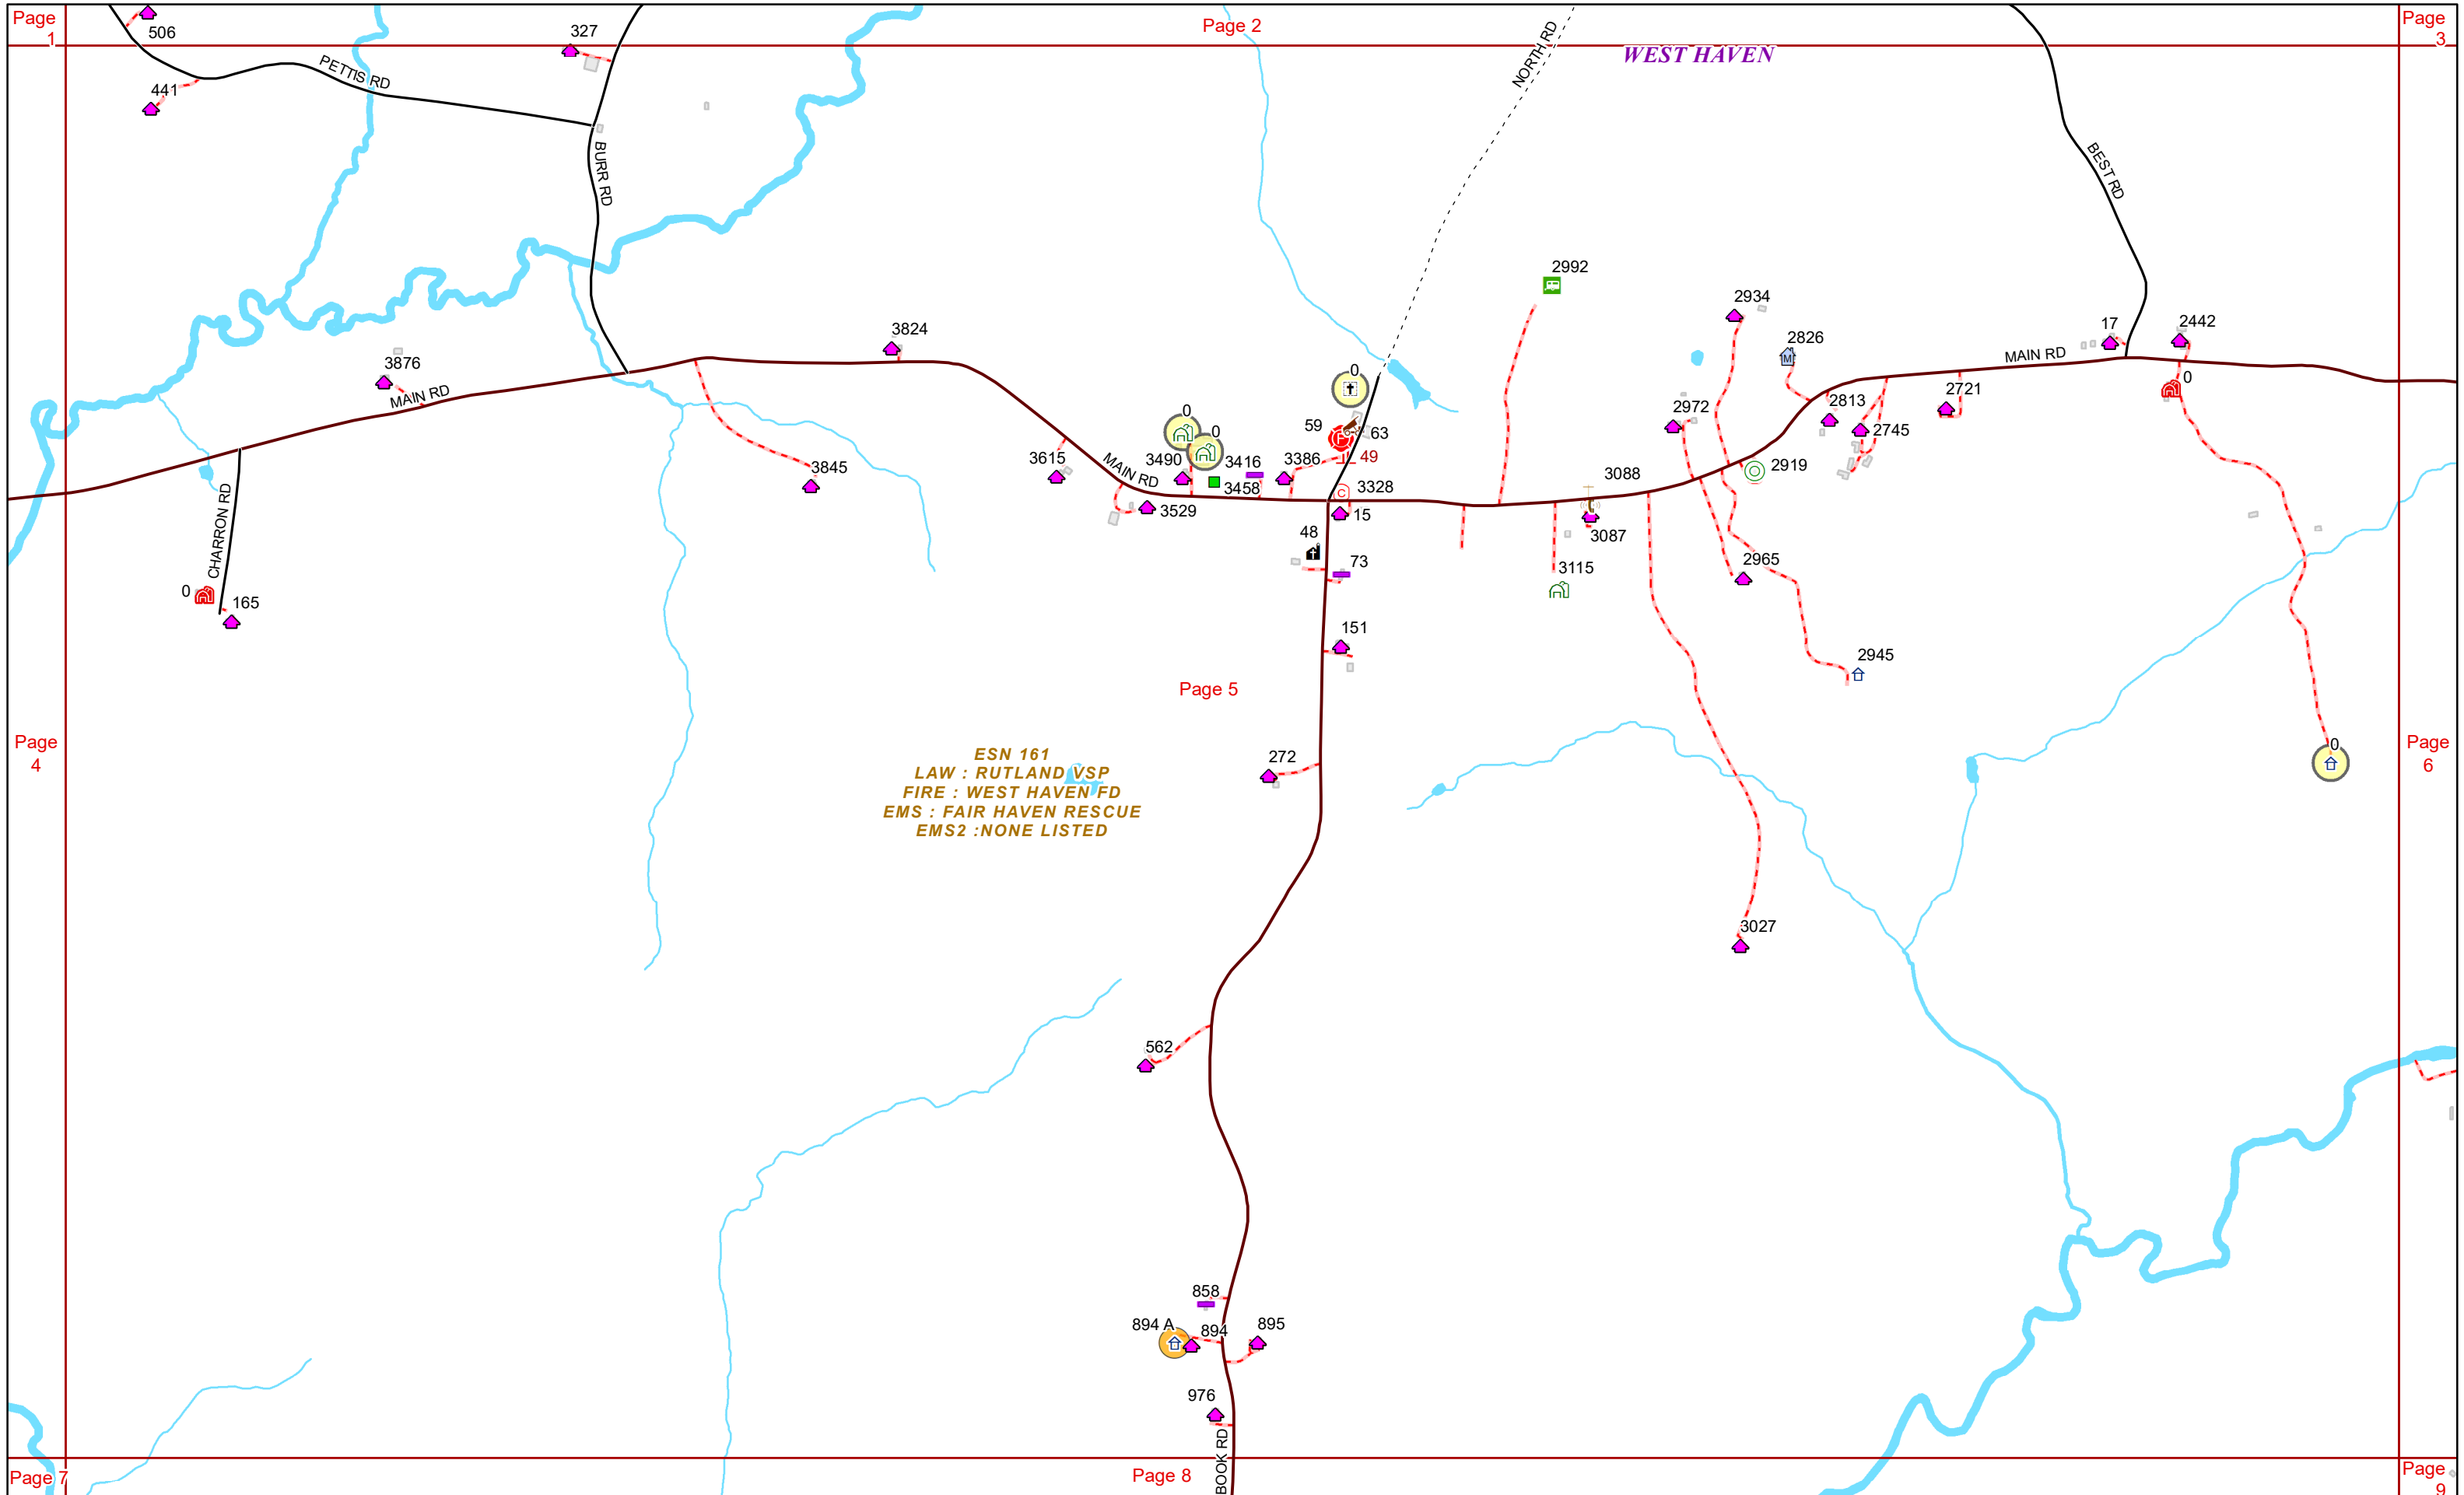 Page
1
506
327
Page 2
NORTH RD
WEST HAVEN
Page
3
PETTIS RD
441
BURR RD
BEST RD
2992
2934
2826
17
2442
3824
MAIN RD
3876
0
0
2721
MAIN RD
0
2972
2813
59
63
2745
0
3845
3615
MAIN RD
3490
3416
3386
49
2919
3088
3458
3328
3529
15
CHARRON RD
48
3087
73
3115
2965
0
165
151
2945
Page 5
Page
4
ESN 161
LAW : RUTLAND VSP
FIRE : WEST HAVEN FD
EMS : FAIR HAVEN RESCUE
EMS2 :NONE LISTED
272
0
Page
6
3027
562
858
894 A
894
895
976
BOOK RD
Page 7
Page 8
Page
9
C
F
M